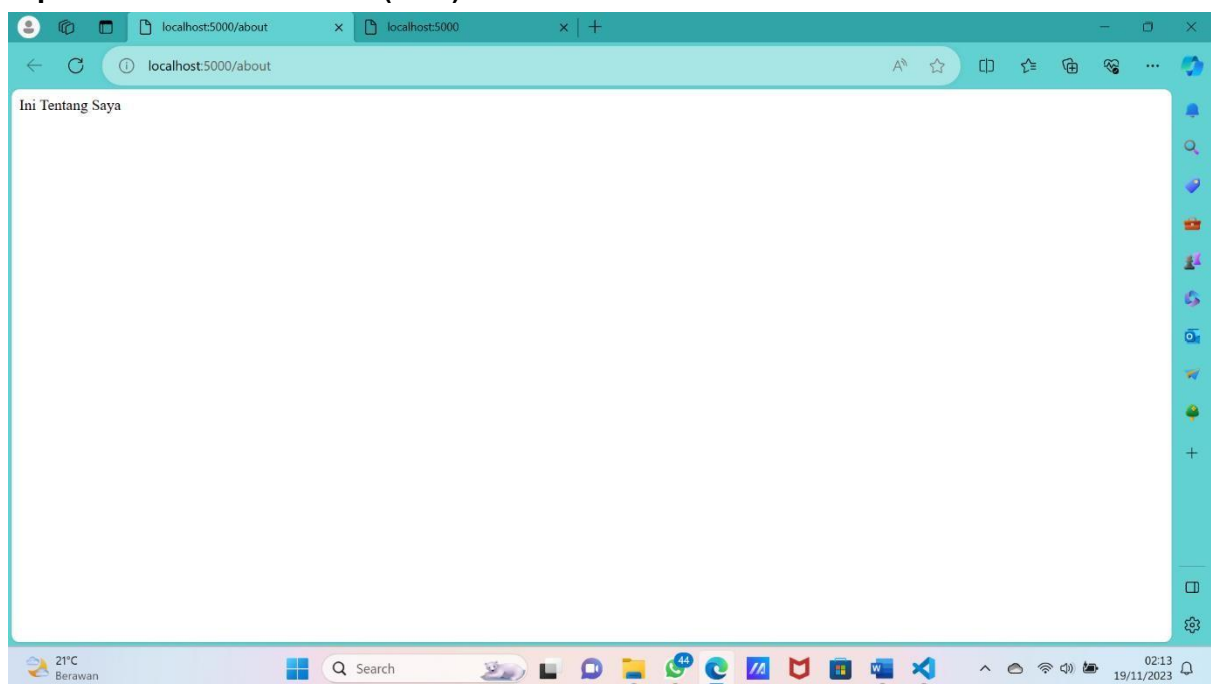 localhost:5000/about
localhost:5000
localhost:5000/about
Ini Tentang Saya
21°C
Berawan
Search
44
02:13
19/11/2023